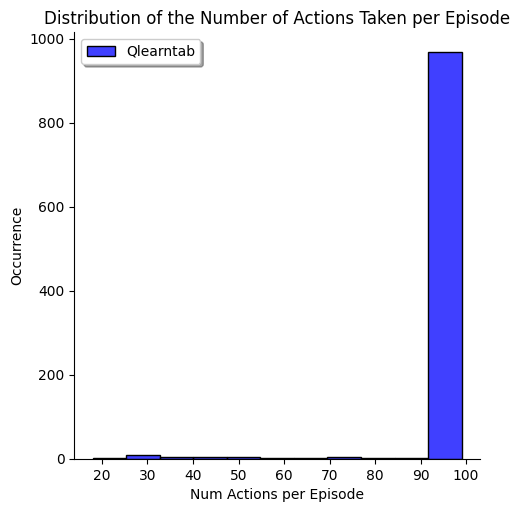 Distribution of the Number of Actions Taken per Episode
Qlearntab
1000
800
600
400
200
0
Occurrence
20 30 40 50 60 70 80 90 100
Num Actions per Episode